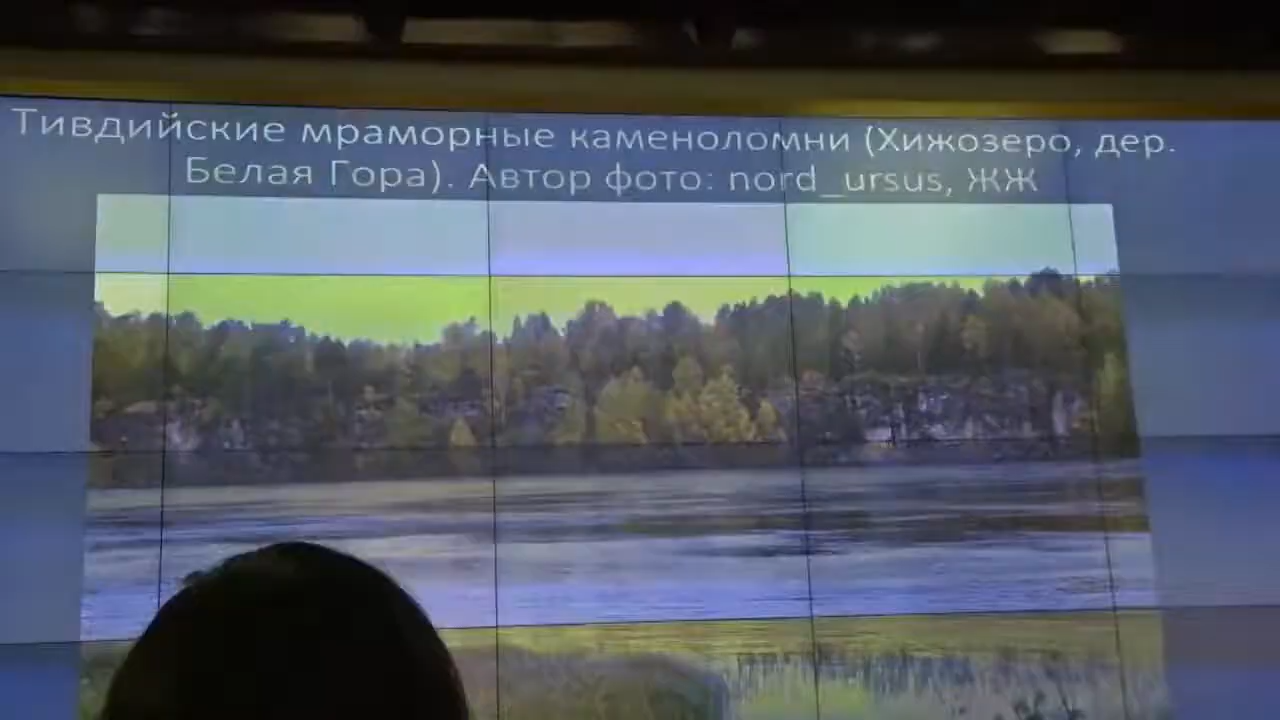 Тивдийские мраморные каменоломни (Хижозеро, дер.
Белая Гора). Автор фото: nord_ursus, ЖЖ